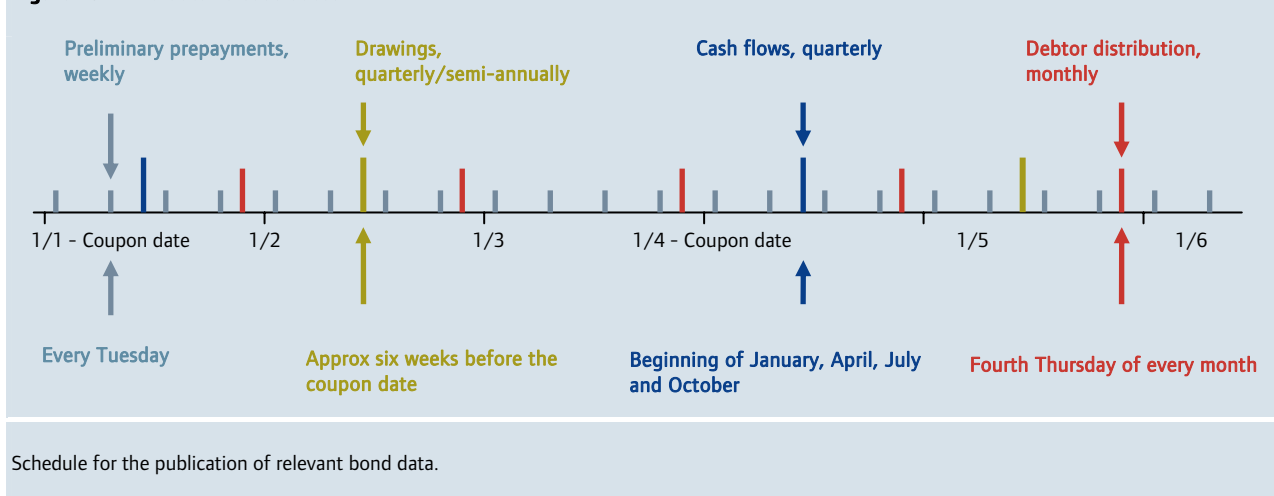 Preliminary prepayments,
weekly
Drawings,
quarterly/semi-annually
Cash flows, quarterly
Debtor distribution,
monthly
1/1 - Coupon date
1/2
1/3
1/4 - Coupon date
1/5
1/6
Every Tuesday
Approx six weeks before the
coupon date
Beginning of January, April, July
and October
Fourth Thursday of every month
Schedule for the publication of relevant bond data.